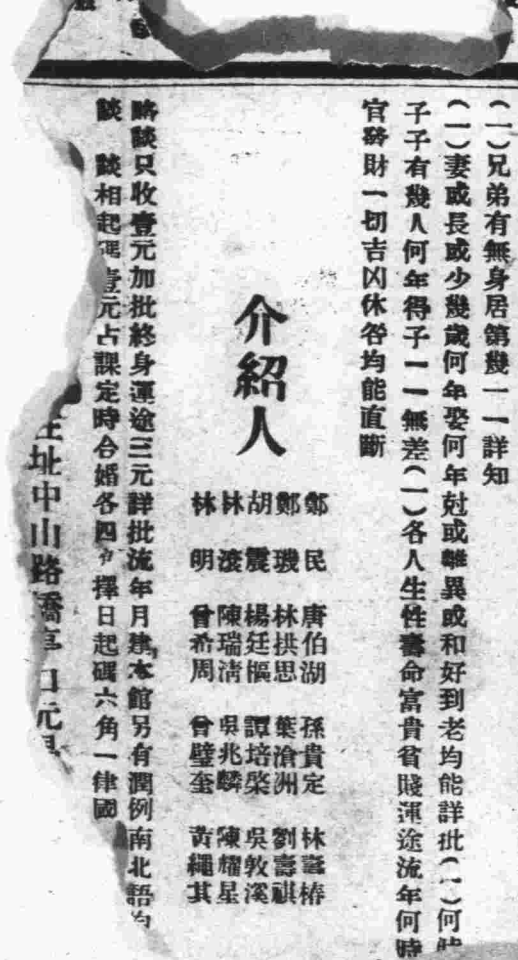 (一)兄弟有無身居第幾一一詳知
(一)妻或長或少幾歲何年娶何年尅或離異或和好到老均能詳批(一)何時
子子有幾人何年得子一一無差(一)各人生性壽命富貴貧賤運途流年何時
官發財一切吉凶休咎均能直斷
介紹人
鄭民 唐伯湖 孫貴定 林 椿
鄭璣 林拱思 葉滄洲 劉壽祺
胡震 楊廷樞 譚培棨 吳敦溪
林 陳瑞清 吳兆麟 陳耀星
林明 曾希周 曾璧奎 黃繩其
略談只收壹元加批終身運途三元詳批流年月建本館另有潤例南北語均
談 談相起碼壹元占課定時合婚各四 擇日起碼六角一律國
住址中山路橋亭口元